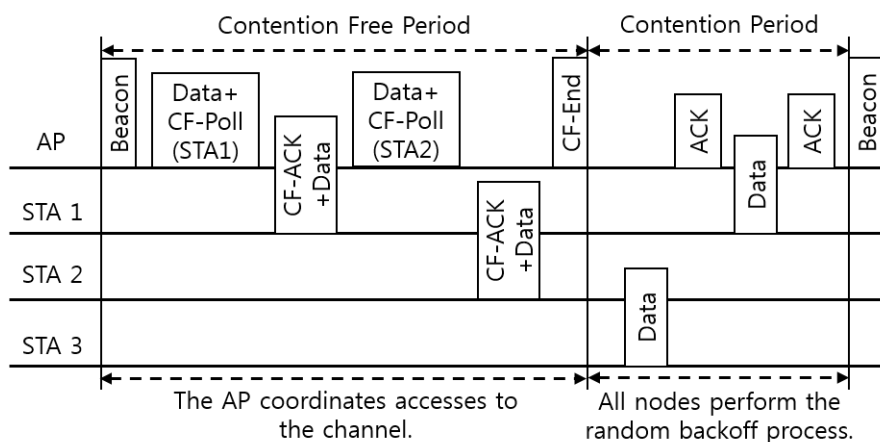 Contention Free Period
Contention Period
Beacon
Data+
CF-Poll
(STA1)
CF-ACK
+Data
Data+
CF-Poll
(STA2)
CF-ACK
+Data
CF-End
Data
ACK
Data
ACK
Beacon
AP
STA 1
STA 2
STA 3
The AP coordinates accesses to
the channel.
All nodes perform the
random backoff process.